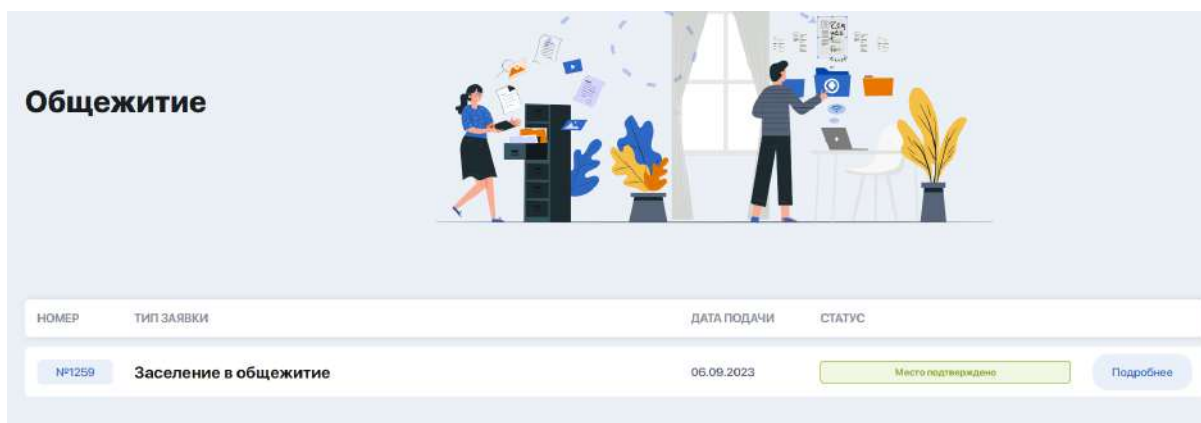 Общежитие
НОМЕР ТИП ЗАЯВКИ ДАТА ПОДАЧИ СТАТУС
№1259 Заселение в общежитие 06.09.2023 Место подтверждено Подробнее